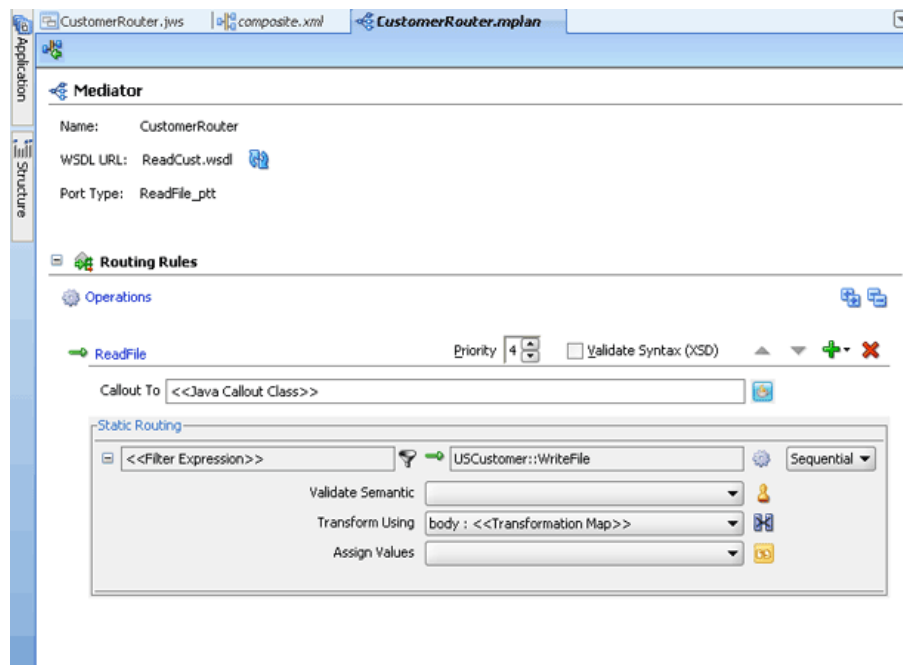 CustomerRouter.jws composite.xml CustomerRouter.mplan
Application
Structure
Mediator
Name: CustomerRouter
WSDL URL: ReadCust.wsdl
Port Type: ReadFile_ptt
Routing Rules
Operations
ReadFile Priority 4 Validate Syntax (XSD)
Callout To <<Java Callout Class>>
Static Routing
<<Filter Expression>> USCustomer::WriteFile Sequential
Validate Semantic
Transform Using body : <<Transformation Map>>
Assign Values